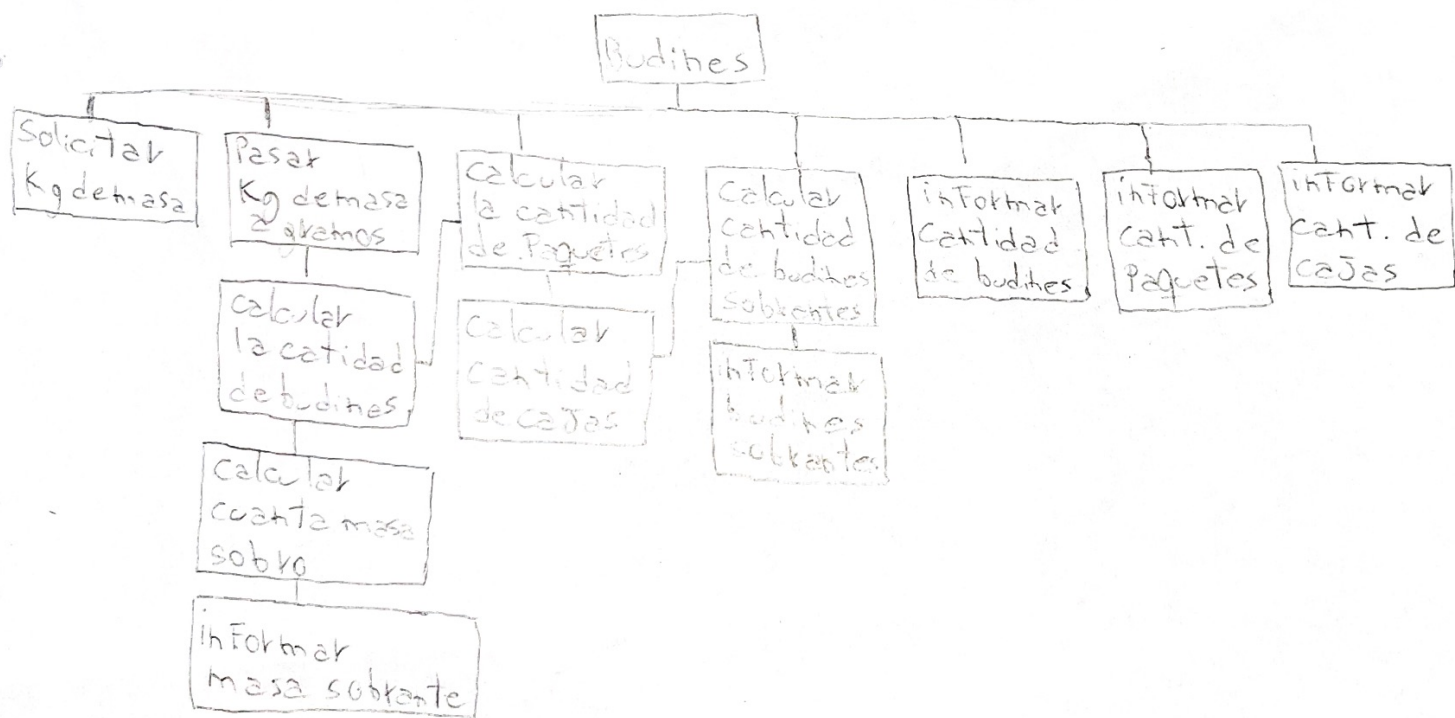 Budines
Solicitar
Kg de masa
Pasar
Kg de masa
a gramos
calcular
la catidad
de budines
calcular
cuanta masa
sobro
inFormar
masa sobrante
calcular
la cantidad
de Paquetes
calcular
cantidad
de cajas
calcular
cantidad
de budines
sobrantes
informar
budines
sobrantes
informar
cantidad
de budines
informar
cant. de
Paquetes
informar
cant. de
cajas